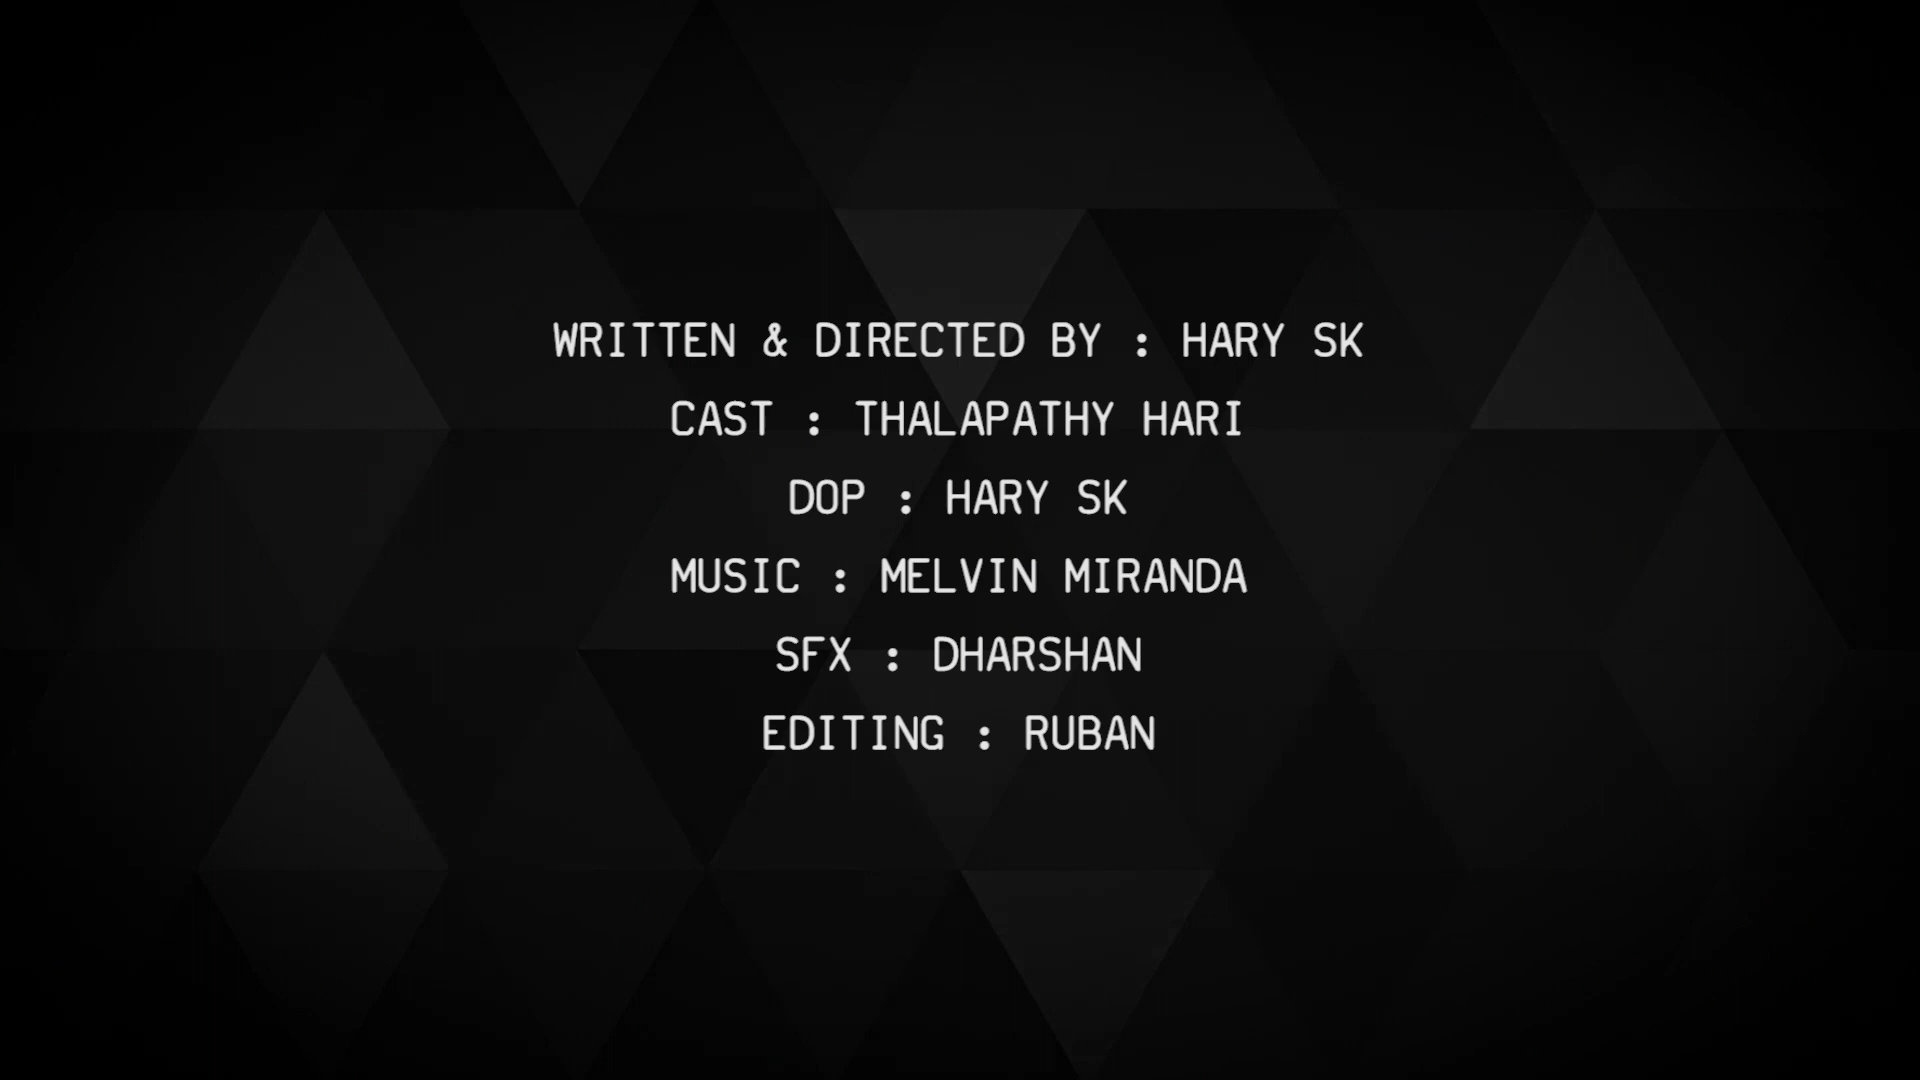 WRITTEN & DIRECTED BY : HARY SK
CAST : THALAPATHY HARI
DOP : HARY SK
MUSIC : MELVIN MIRANDA
SFX : DHARSHAN
EDITING : RUBAN